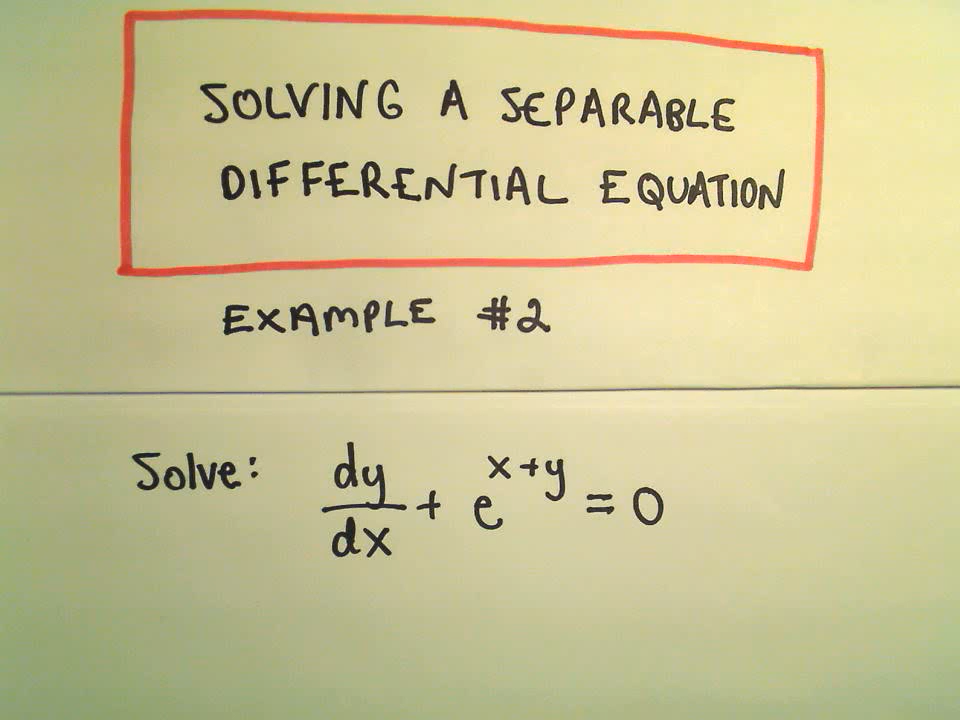 SOLVING A SEPARABLE
DIFFERENTIAL EQUATION
EXAMPLE #2
Solve: dy/dx + e^{x+y} = 0